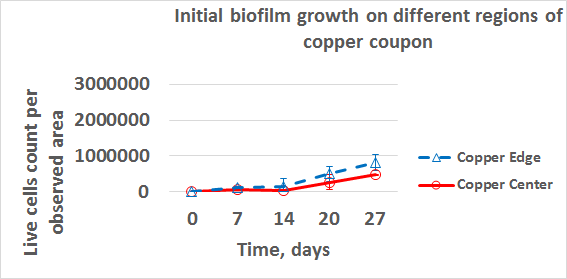 Initial biofilm growth on different regions of
copper coupon
Live cells count per
observed area
3000000
2000000
1000000
0
0 7 14 20 27
Time, days
Copper Edge
Copper Center